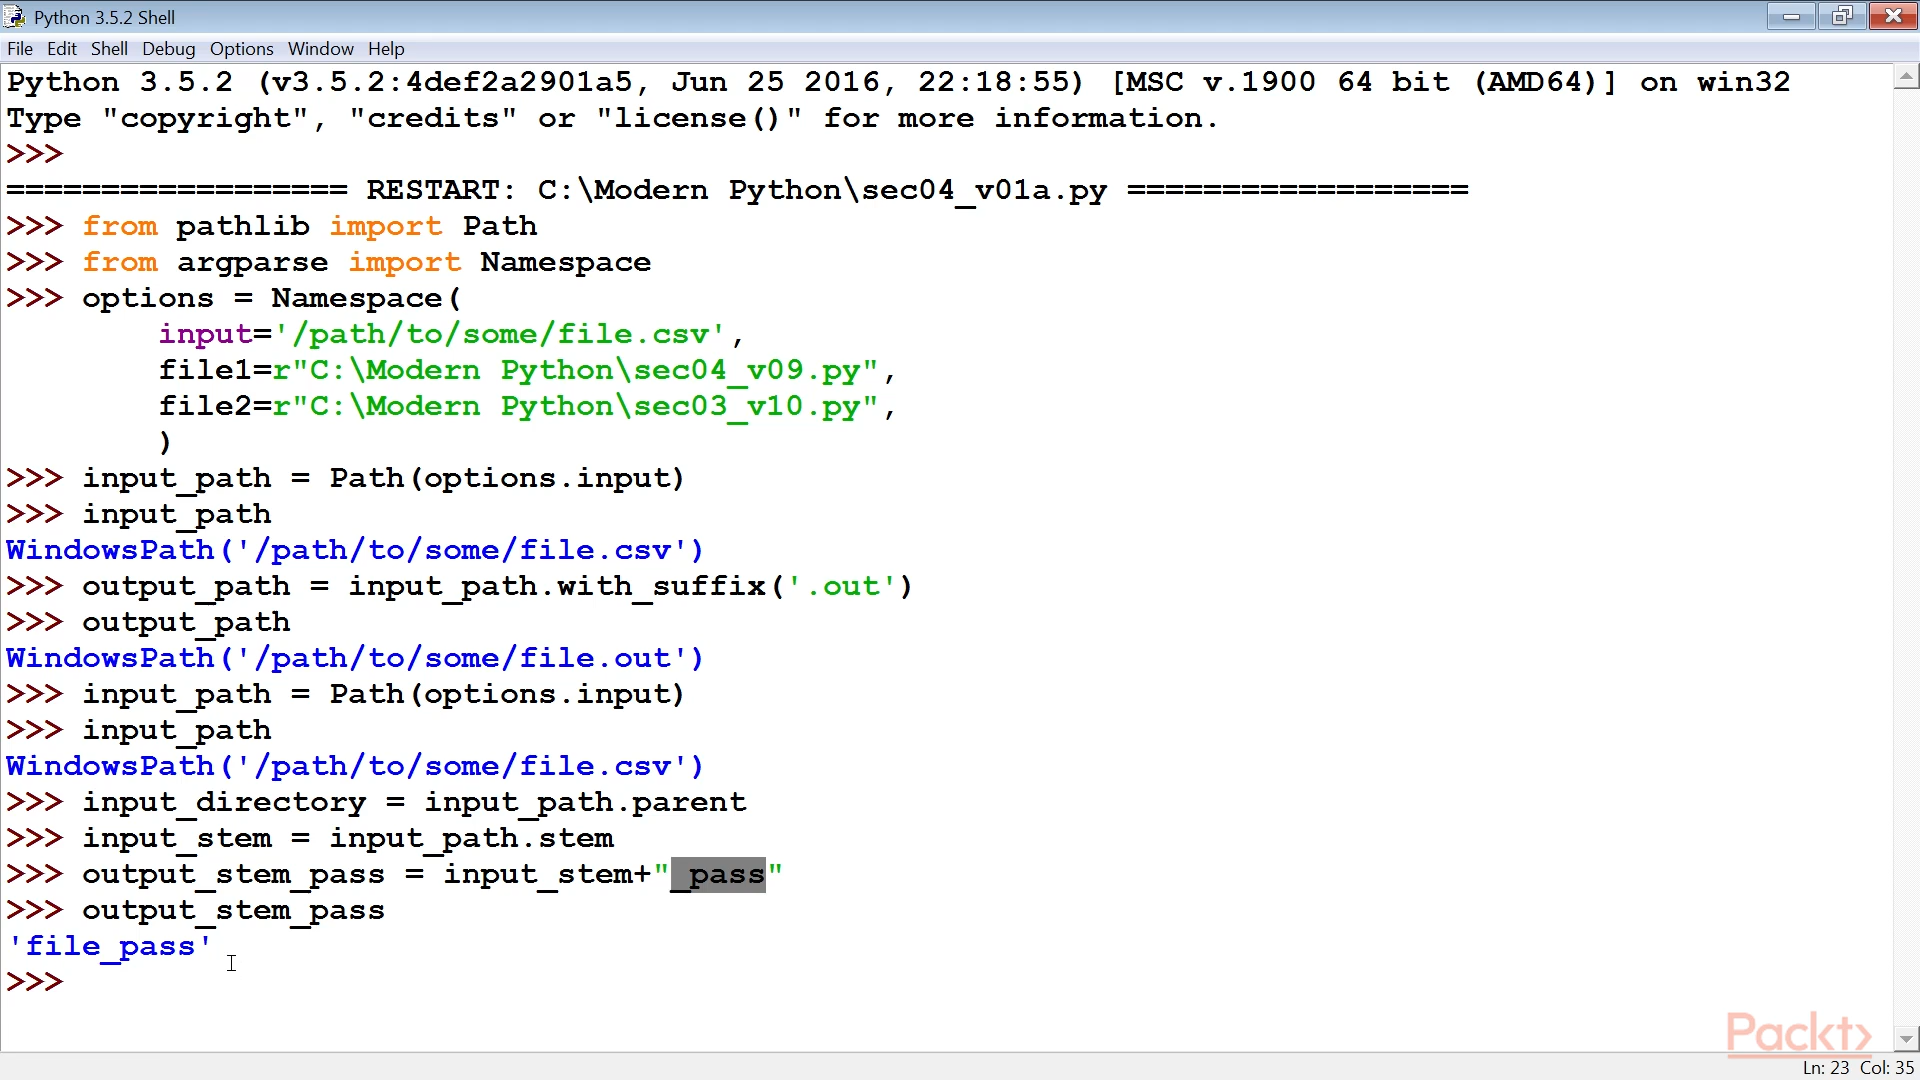 Python 3.5.2 Shell
File Edit Shell Debug Options Window Help
Python 3.5.2 (v3.5.2:4def2a2901a5, Jun 25 2016, 22:18:55) [MSC v.1900 64 bit (AMD64)] on win32
Type "copyright", "credits" or "license()" for more information.
>>>
================== RESTART: C:\Modern Python\sec04_v01a.py ==================
>>> from pathlib import Path
>>> from argparse import Namespace
>>> options = Namespace(
        input='/path/to/some/file.csv',
        file1=r"C:\Modern Python\sec04_v09.py",
        file2=r"C:\Modern Python\sec03_v10.py",
        )
>>> input_path = Path(options.input)
>>> input_path
WindowsPath('/path/to/some/file.csv')
>>> output_path = input_path.with_suffix('.out')
>>> output_path
WindowsPath('/path/to/some/file.out')
>>> input_path = Path(options.input)
>>> input_path
WindowsPath('/path/to/some/file.csv')
>>> input_directory = input_path.parent
>>> input_stem = input_path.stem
>>> output_stem_pass = input_stem+"_pass"
>>> output_stem_pass
'file_pass'
>>>
Packt>
Ln: 23 Col: 35